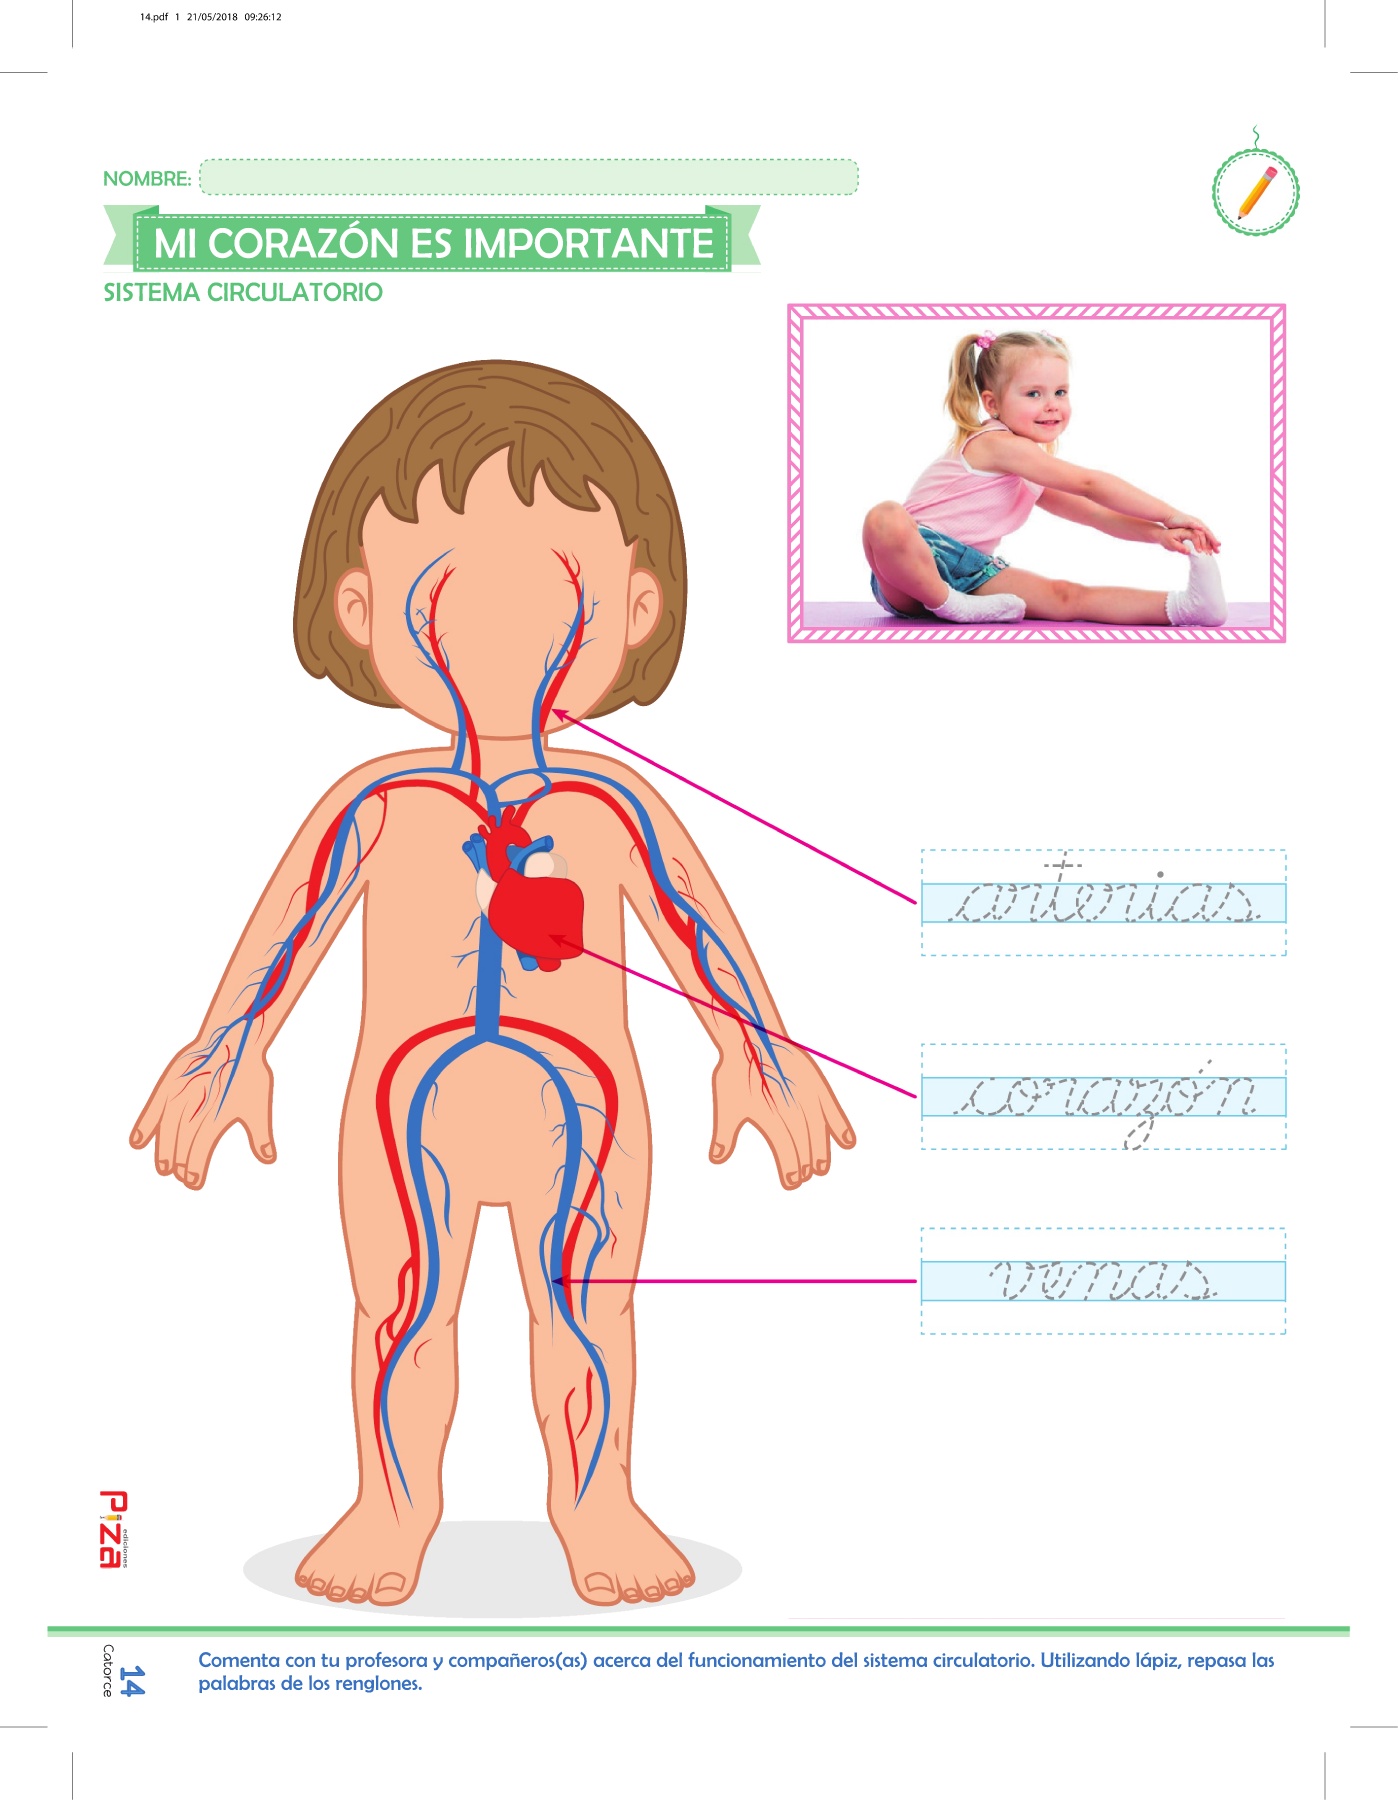 14.pdf 1 21/05/2018 09:26:12
NOMBRE:
MI CORAZÓN ES IMPORTANTE
SISTEMA CIRCULATORIO
arterias
corazón
venas
Piza
ediciones
14
Catorce
Comenta con tu profesora y compañeros(as) acerca del funcionamiento del sistema circulatorio. Utilizando lápiz, repasa las
palabras de los renglones.